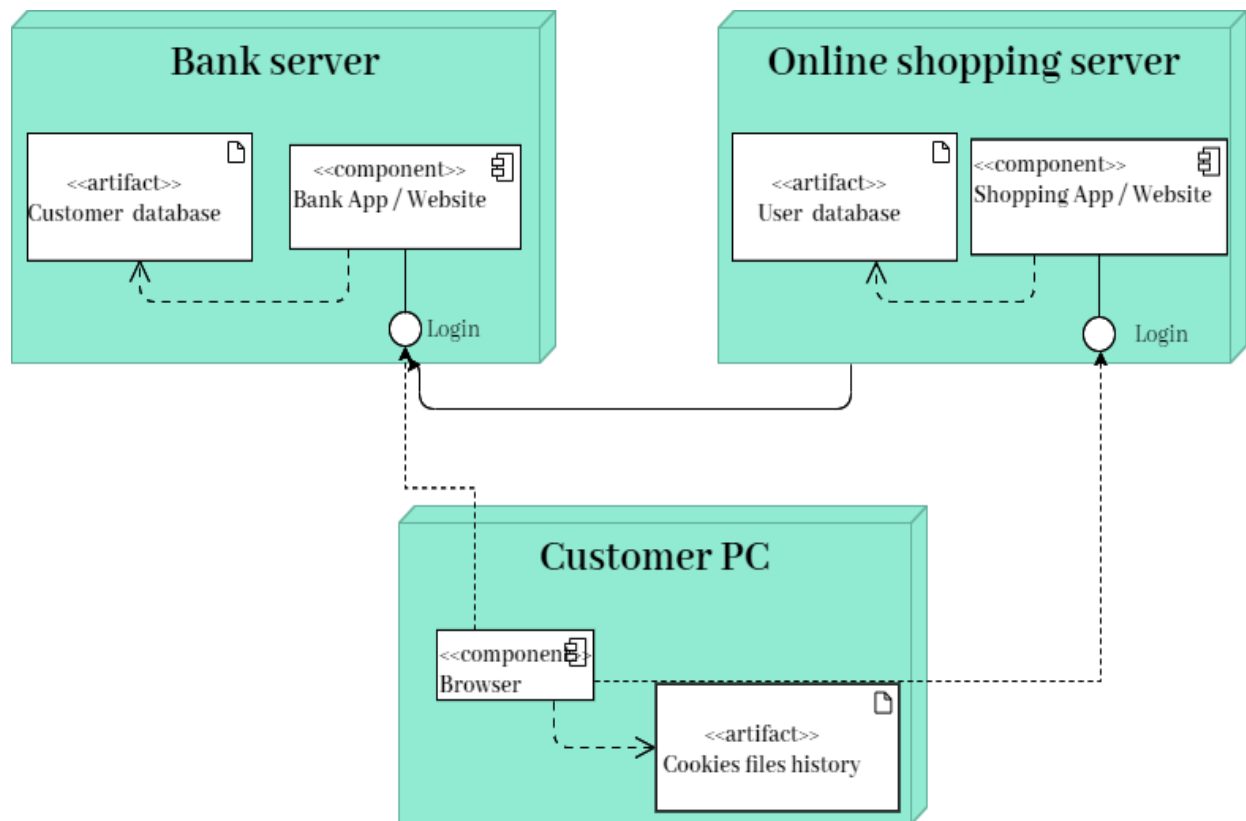 Bank server
<<artifact>>
Customer database
<<component>>
Bank App / Website
Login
Online shopping server
<<artifact>>
User database
<<component>>
Shopping App / Website
Login
Customer PC
<<component>>
Browser
<<artifact>>
Cookies files history